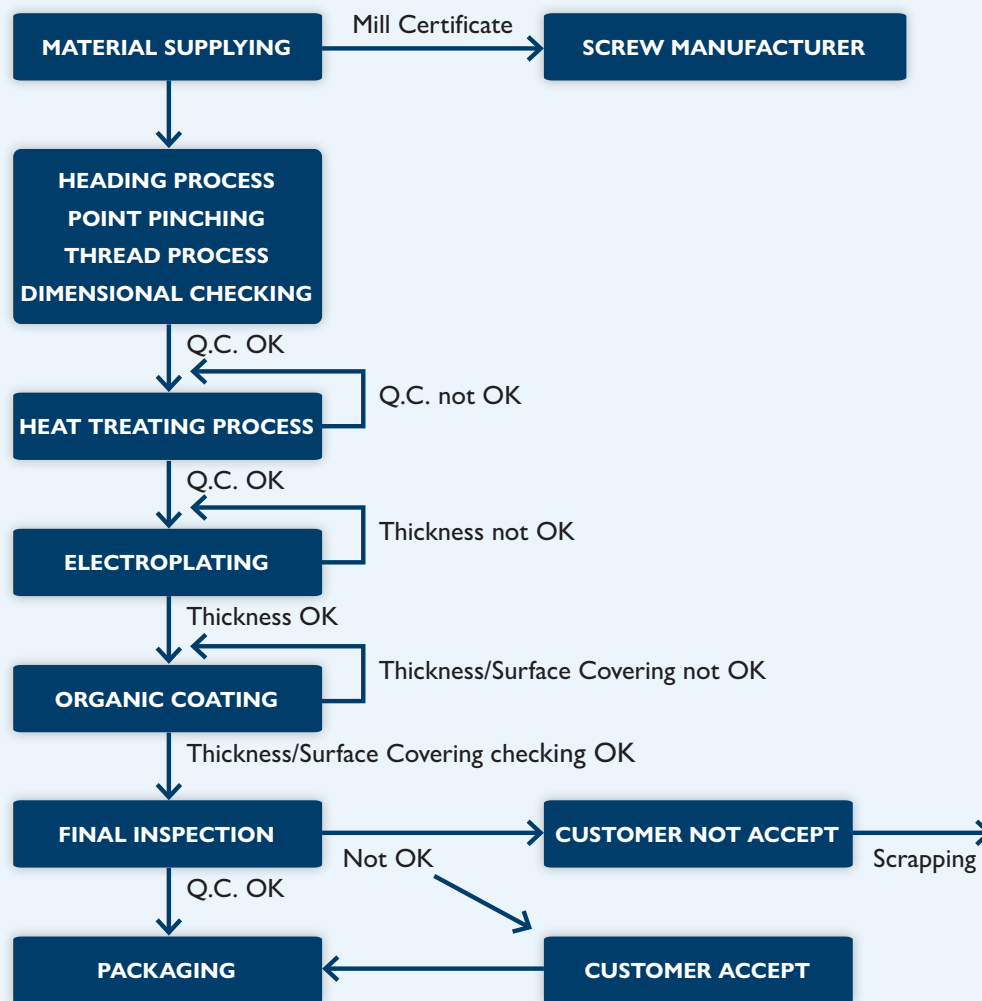 MATERIAL SUPPLYING
Mill Certificate
SCREW MANUFACTURER
HEADING PROCESS
POINT PINCHING
THREAD PROCESS
DIMENSIONAL CHECKING
Q.C. OK
Q.C. not OK
HEAT TREATING PROCESS
Q.C. OK
Thickness not OK
ELECTROPLATING
Thickness OK
Thickness/Surface Covering not OK
ORGANIC COATING
Thickness/Surface Covering checking OK
FINAL INSPECTION
Not OK
CUSTOMER NOT ACCEPT
Scrapping
Q.C. OK
PACKAGING
CUSTOMER ACCEPT